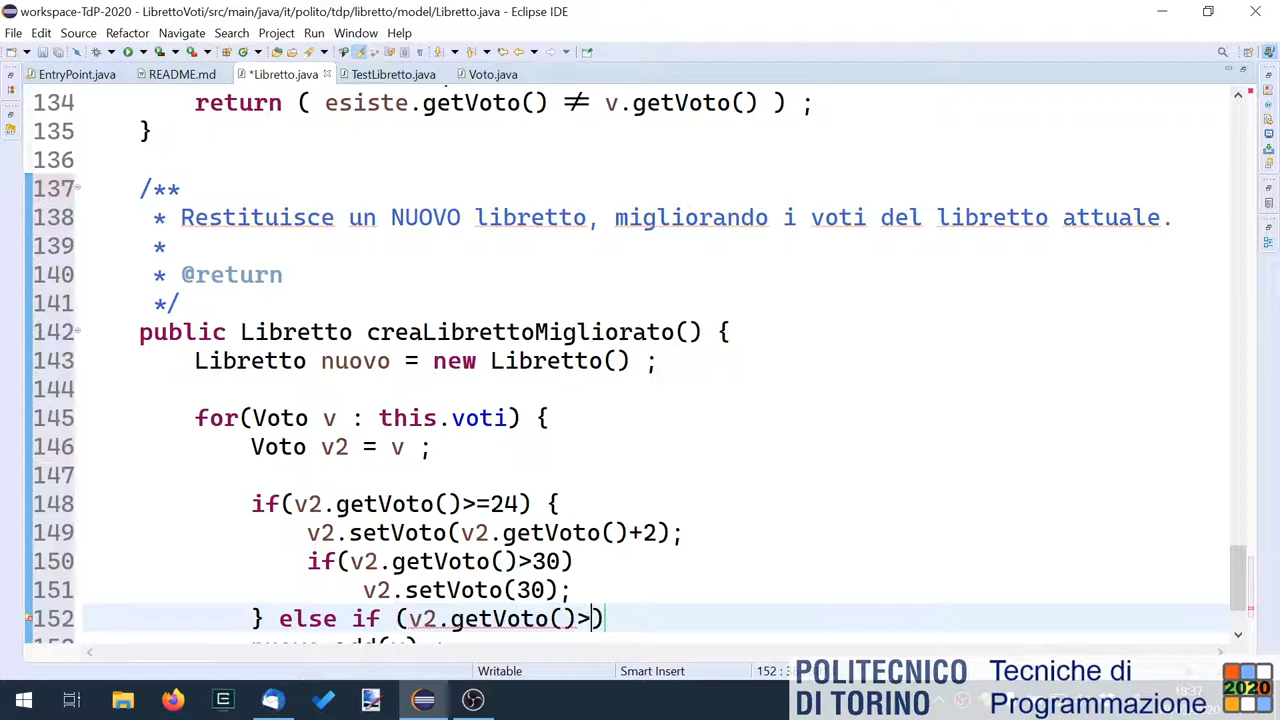 workspace-TdP-2020 - LibrettoVoti/src/main/java/it/polito/tdp/libretto/model/Libretto.java - Eclipse IDE
File Edit Source Refactor Navigate Search Project Run Window Help
EntryPoint.java README.md *Libretto.java TestLibretto.java Voto.java
134 return ( esiste.getVoto() ≠ v.getVoto() ) ;
135 }
136
137 /**
138 * Restituisce un NUOVO libretto, migliorando i voti del libretto attuale.
139 *
140 * @return
141 */
142 public Libretto creaLibrettoMigliorato() {
143 Libretto nuovo = new Libretto() ;
144
145 for(Voto v : this.voti) {
146 Voto v2 = v ;
147
148 if(v2.getVoto()>=24) {
149 v2.setVoto(v2.getVoto()+2);
150 if(v2.getVoto()>30)
151 v2.setVoto(30);
152 } else if (v2.getVoto()>)
Writable Smart Insert 152 : 3
POLITECNICO DI TORINO
Tecniche di Programmazione
2020
18:37